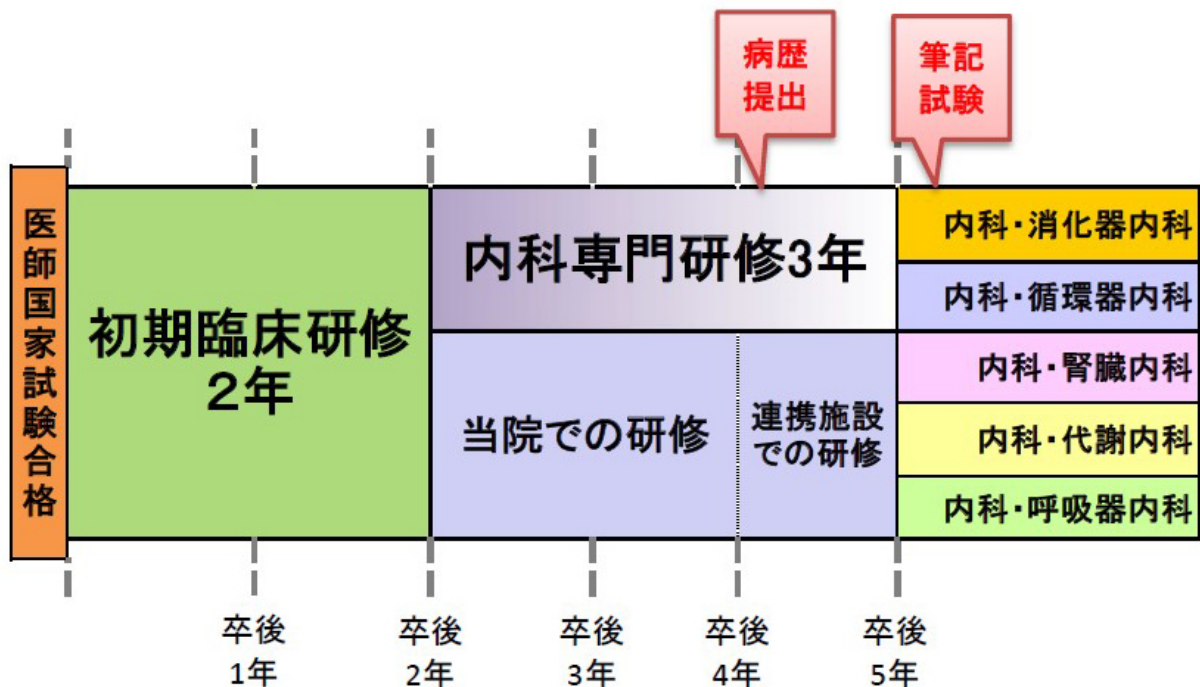 病歴
提出
筆記
試験
医師国家試験合格
初期臨床研修
２年
内科専門研修3年
当院での研修
連携施設
での研修
内科・消化器内科
内科・循環器内科
内科・腎臓内科
内科・代謝内科
内科・呼吸器内科
卒後
1年
卒後
2年
卒後
3年
卒後
4年
卒後
5年